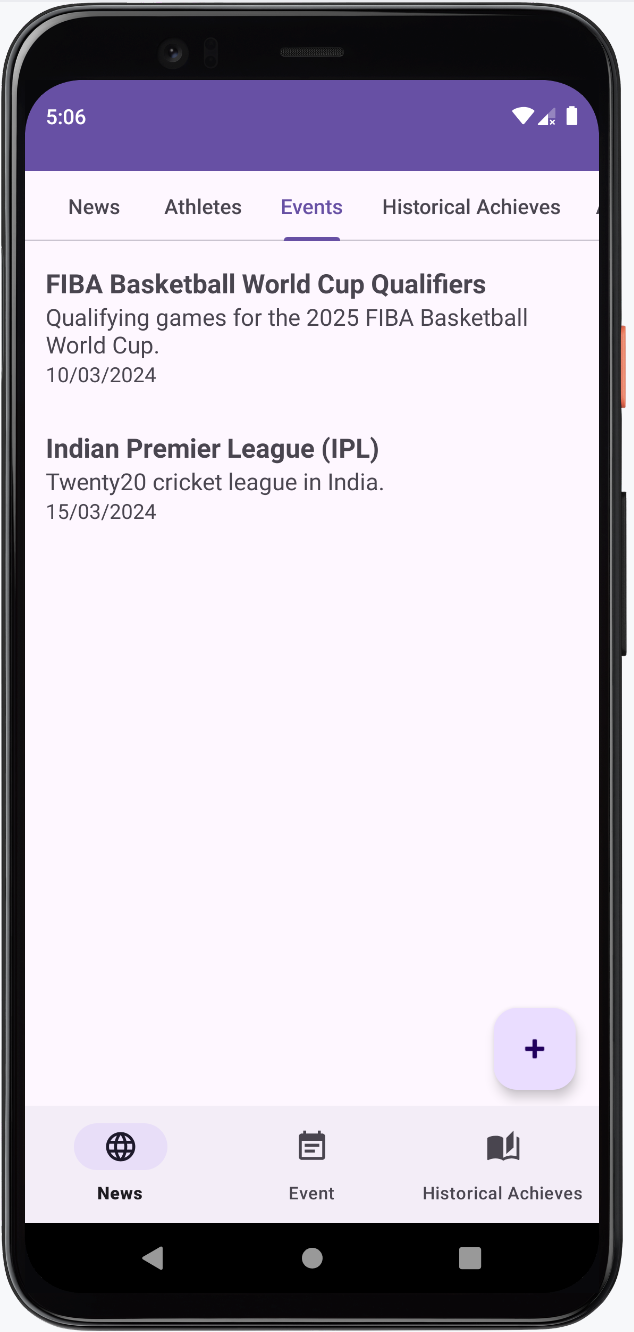 5:06
News Athletes Events Historical Achieves
FIBA Basketball World Cup Qualifiers
Qualifying games for the 2025 FIBA Basketball
World Cup.
10/03/2024
Indian Premier League (IPL)
Twenty20 cricket league in India.
15/03/2024
+
News Event Historical Achieves